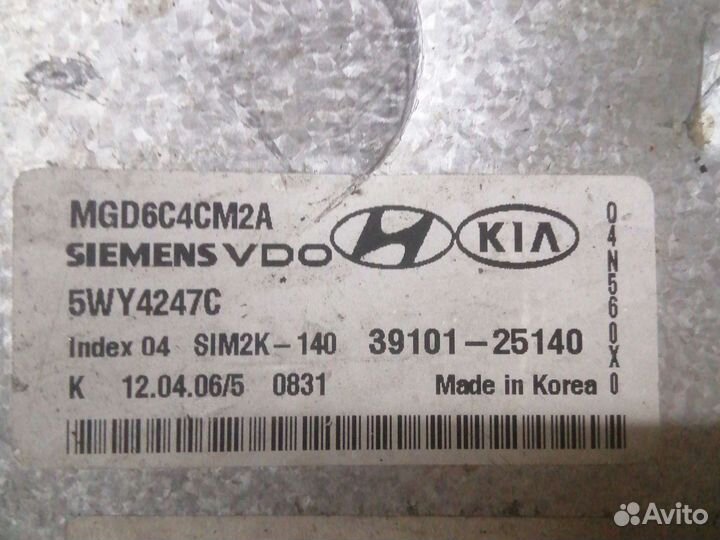 MGD6C4CM2A
SIEMENS VDO
KIA
5WY4247C
Index 04 SIM2K-140 39101-25140
K 12.04.06/5 0831 Made in Korea
04N560X0
Avito